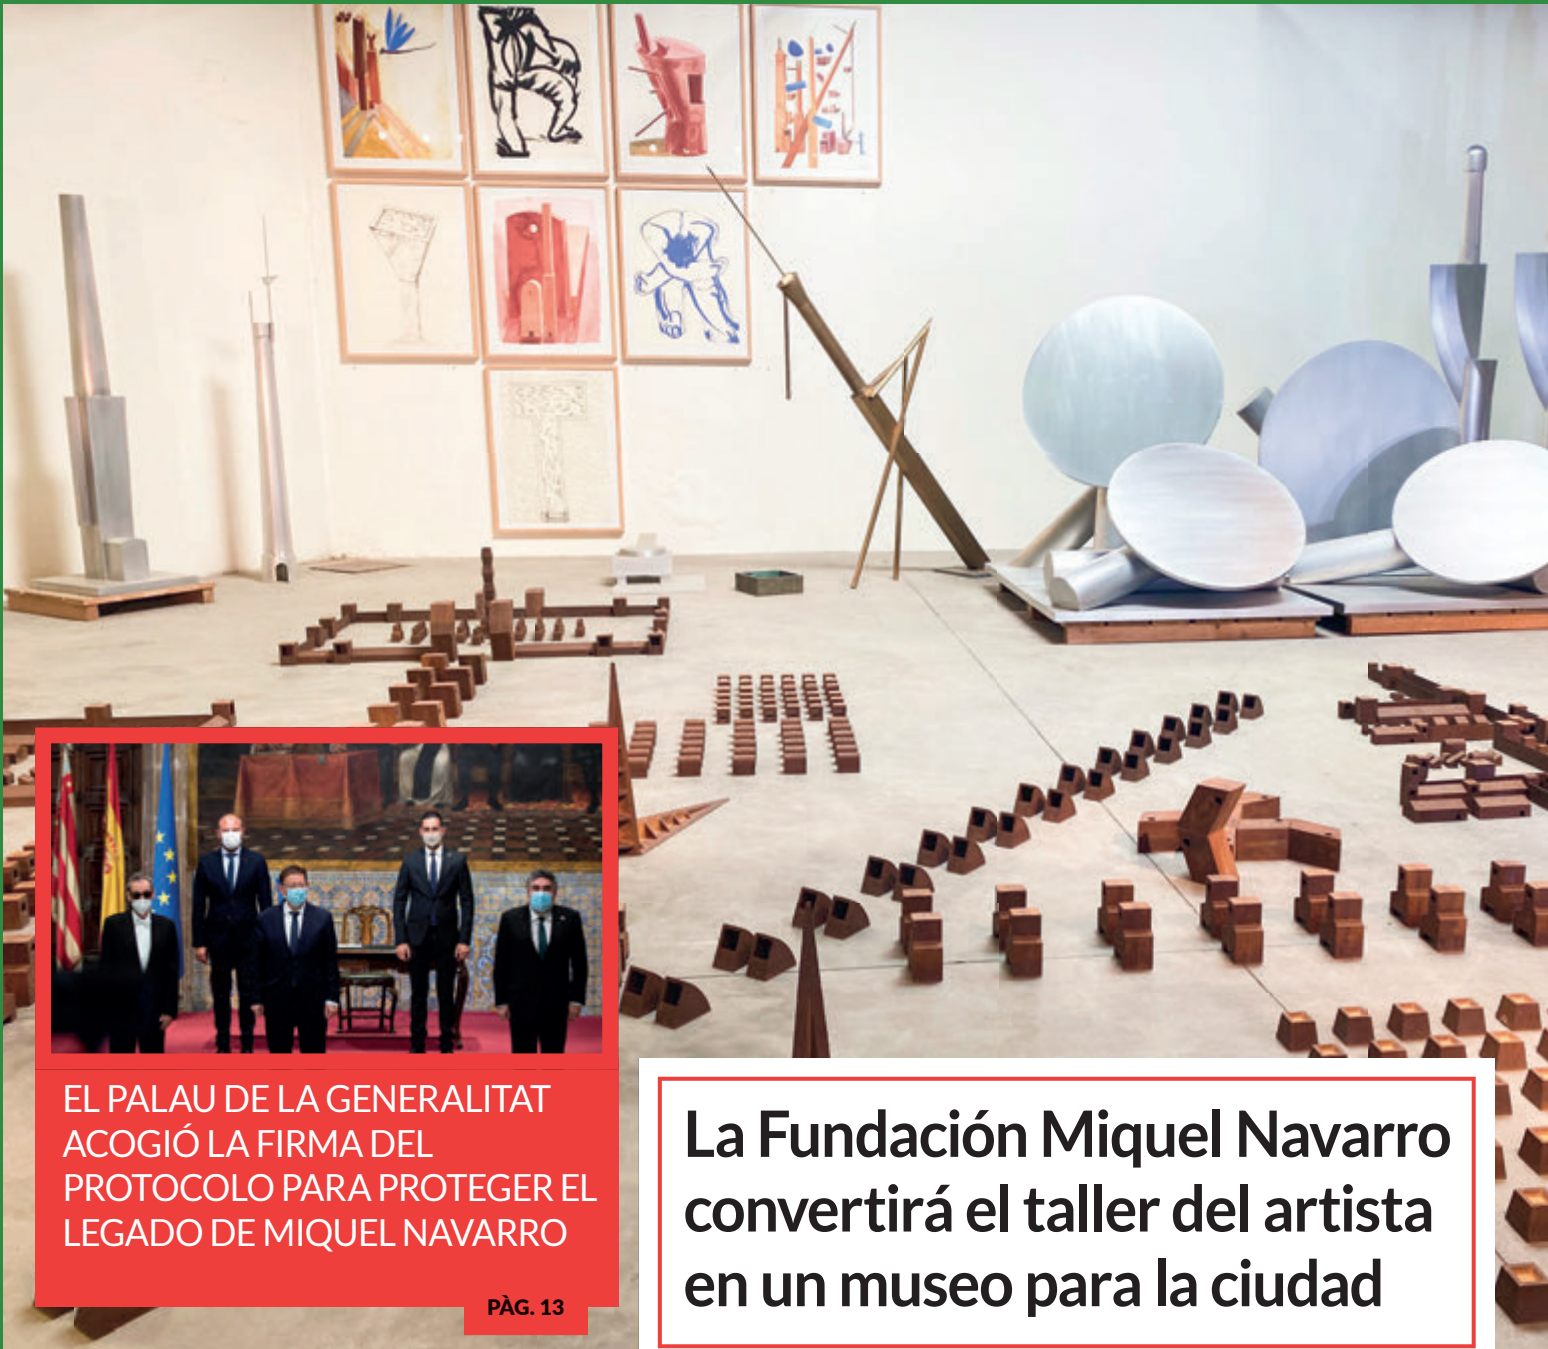 EL PALAU DE LA GENERALITAT
ACOGIÓ LA FIRMA DEL
PROTOCOLO PARA PROTEGER EL
LEGADO DE MIQUEL NAVARRO
PÀG. 13
La Fundación Miquel Navarro
convertirá el taller del artista
en un museo para la ciudad